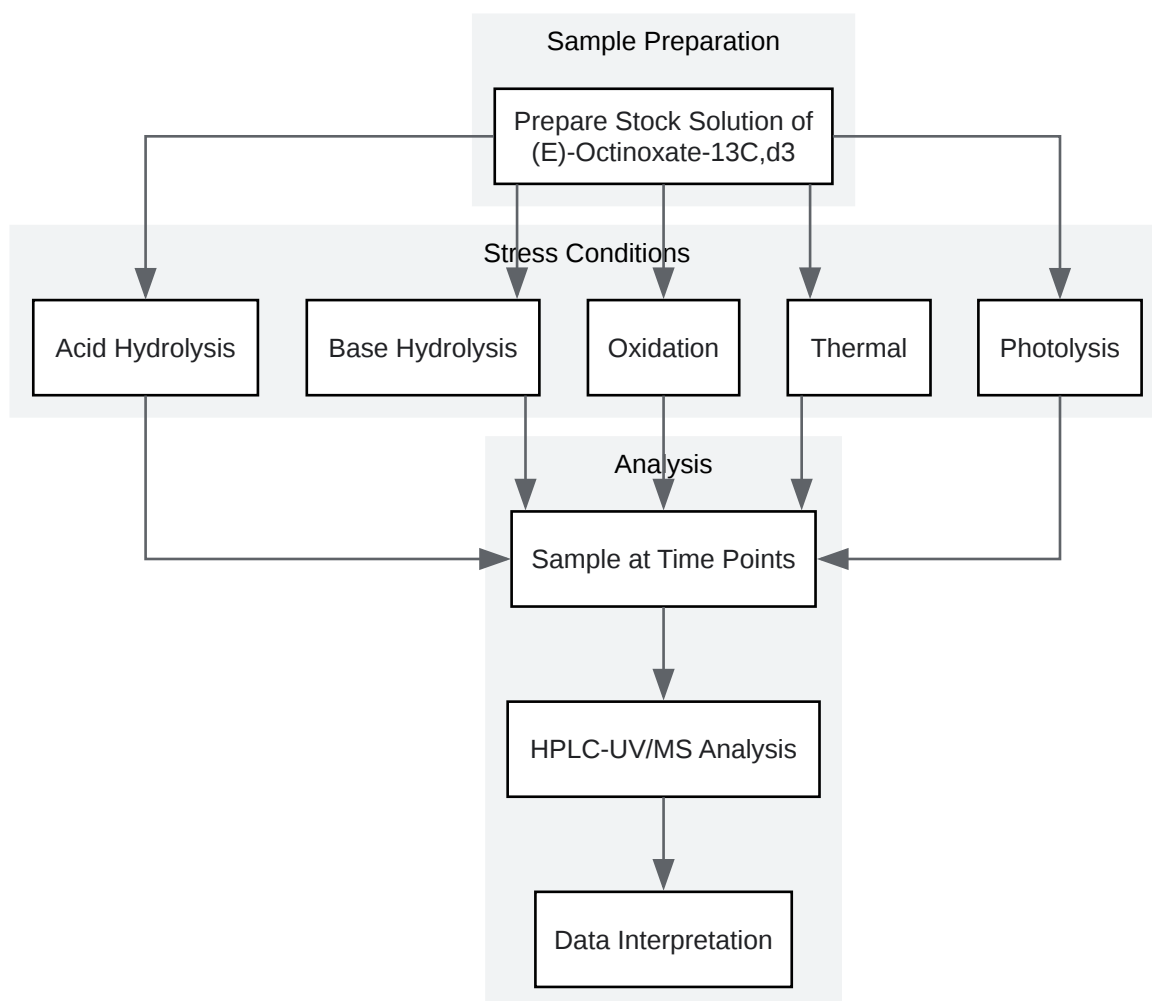 Sample Preparation
Prepare Stock Solution of
(E)-Octinoxate-13C,d3
Stress Conditions
Acid Hydrolysis
Base Hydrolysis
Oxidation
Thermal
Photolysis
Analysis
Sample at Time Points
HPLC-UV/MS Analysis
Data Interpretation